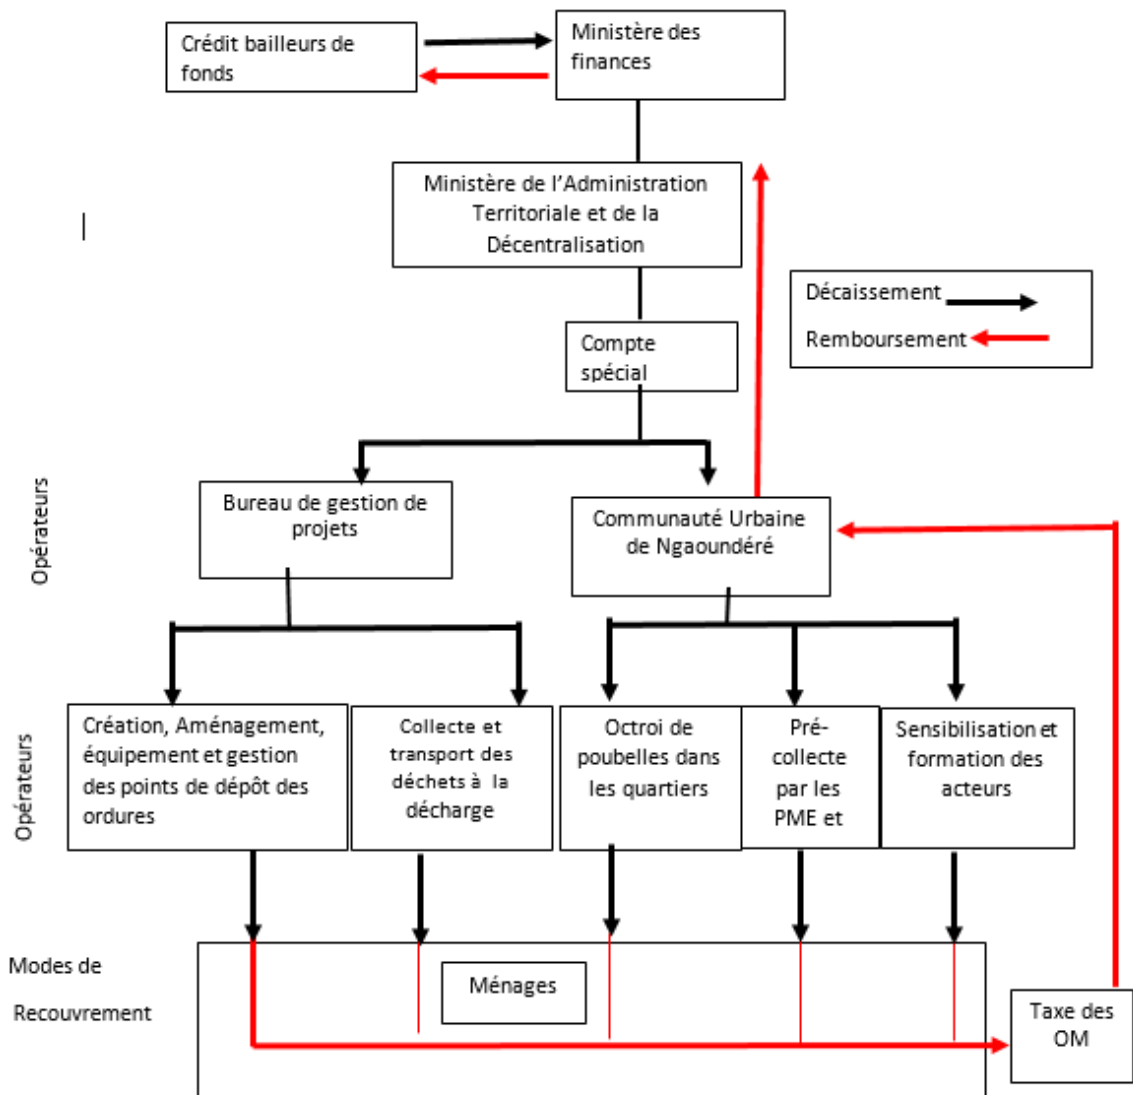 Crédit bailleurs de
fonds
Ministère des
finances
Ministère de l'Administration
Territoriale et de la
Décentralisation
Décaissement
Remboursement
Compte
spécial
Opérateurs
Bureau de gestion de
projets
Communauté Urbaine
de Ngaoundéré
Opérateurs
Création, Aménagement,
équipement et gestion
des points de dépôt des
ordures
Collecte et
transport des
déchets à la
décharge
Octroi de
poubelles dans
les quartiers
Pré-
collecte
par les
PME et
Sensibilisation et
formation des
acteurs
Modes de
Recouvrement
Ménages
Taxe des
OM